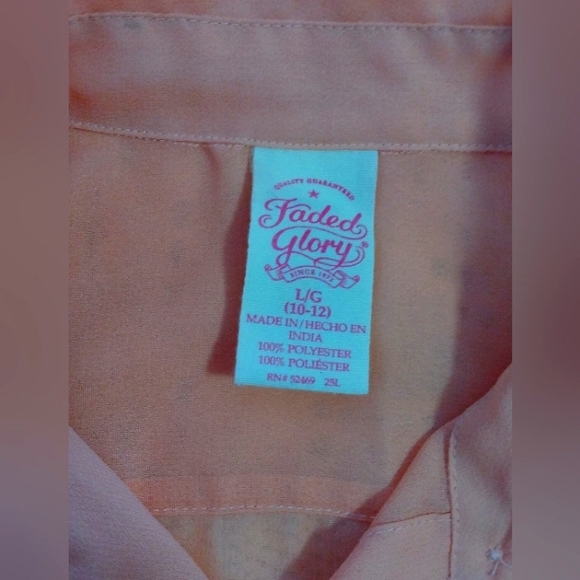 QUALITY GUARANTEED
Faded
Glory®
SINCE 1972
L/G
(10-12)
MADE IN/HECHO EN
INDIA
100% POLYESTER
100% POLIÉSTER
RN# 52469 25L